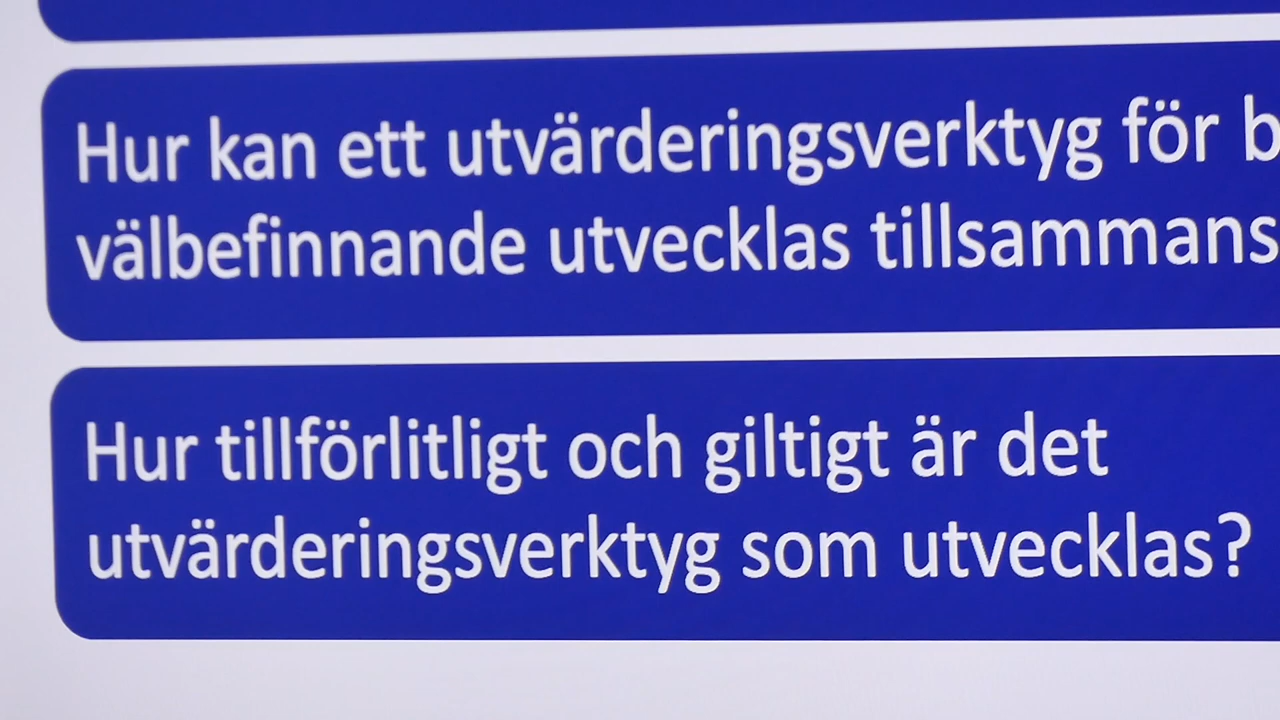 Hur kan ett utvärderingsverktyg för
välbefinnande utvecklas tillsammans
Hur tillförlitligt och giltigt är det
utvärderingsverktyg som utvecklas?